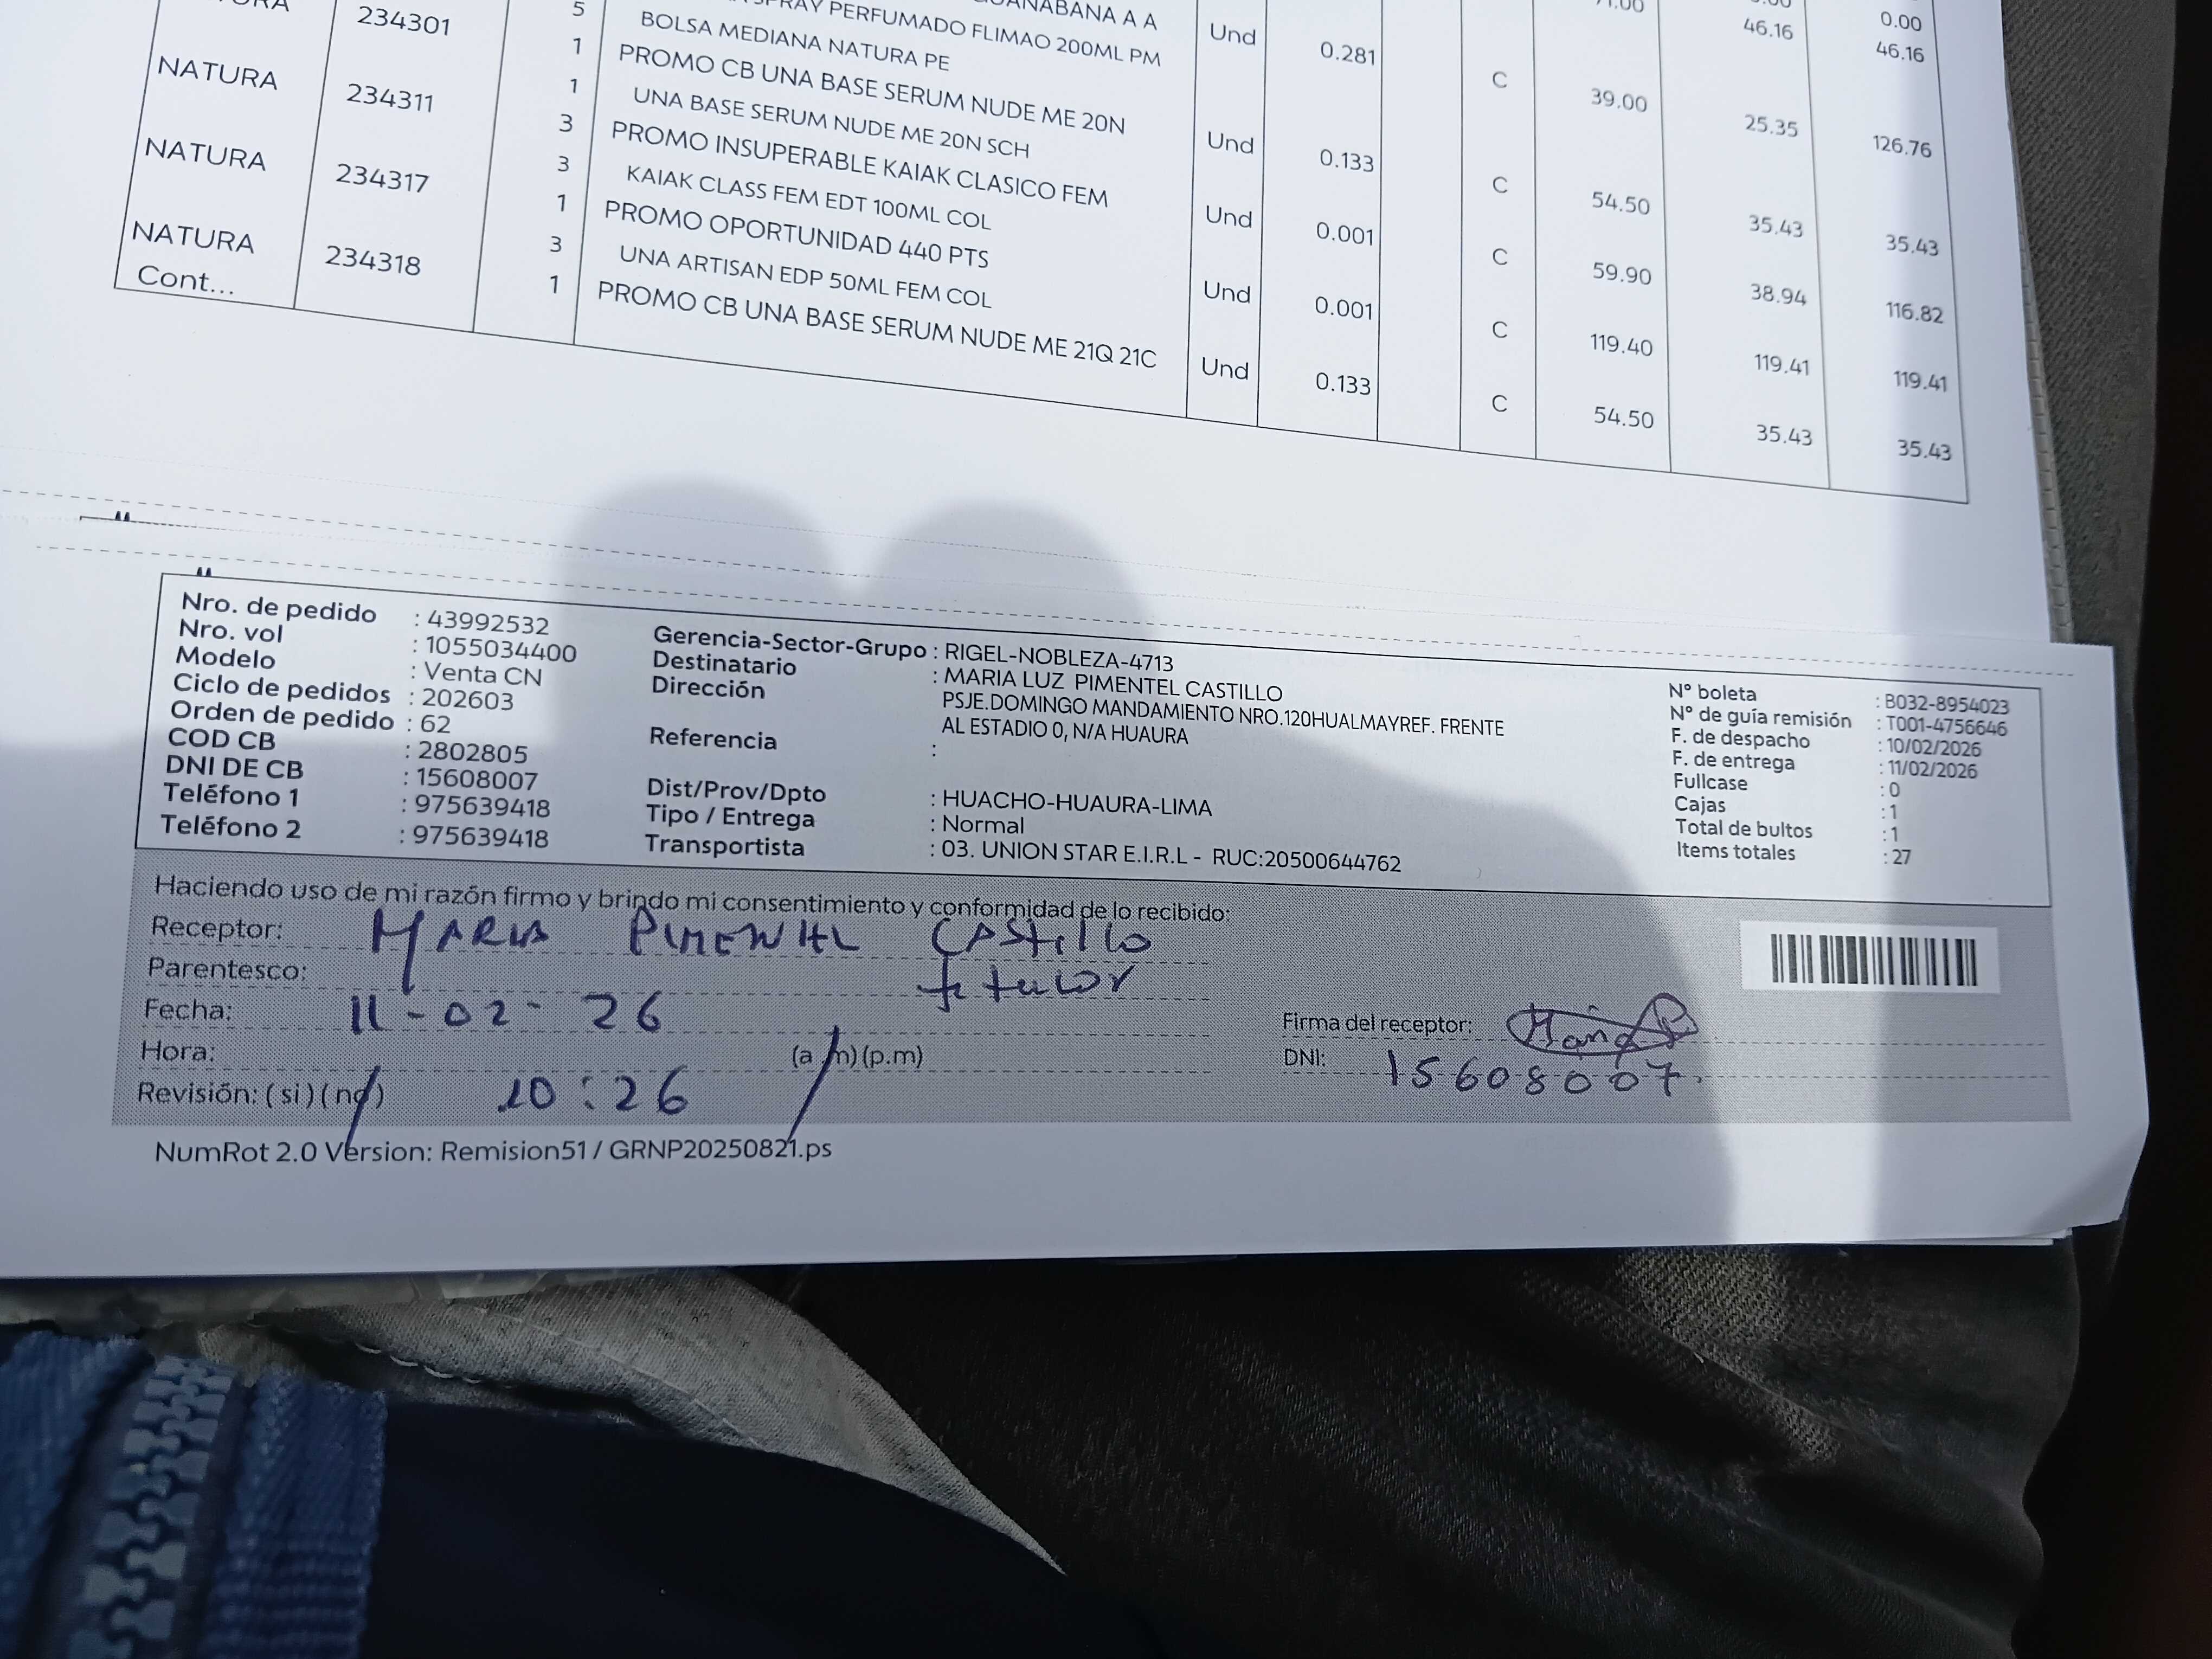 0.00
46.16 46.16
234301 5 SPRAY PERFUMADO FLIMAO 200ML PM Und 0.281
BOLSA MEDIANA NATURA PE C 39.00 25.35 126.76
NATURA 234311 1 PROMO CB UNA BASE SERUM NUDE ME 20N Und 0.133
1 UNA BASE SERUM NUDE ME 20N SCH C 54.50 35.43 35.43
NATURA 234317 3 PROMO INSUPERABLE KAIAK CLASICO FEM Und 0.001
3 KAIAK CLASS FEM EDT 100ML COL C 59.90 38.94 116.82
NATURA 234318 1 PROMO OPORTUNIDAD 440 PTS Und 0.001
3 UNA ARTISAN EDP 50ML FEM COL C 119.40 119.41 119.41
Cont... 1 PROMO CB UNA BASE SERUM NUDE ME 21Q 21C Und 0.133 C 54.50 35.43 35.43
Nro. de pedido : 43992532
Nro. vol : 1055034400
Modelo : Venta CN
Ciclo de pedidos : 202603
Orden de pedido : 62
COD CB : 2802805
DNI DE CB : 15608007
Teléfono 1 : 975639418
Teléfono 2 : 975639418
Gerencia-Sector-Grupo : RIGEL-NOBLEZA-4713
Destinatario : MARIA LUZ PIMENTEL CASTILLO
Dirección PSJE.DOMINGO MANDAMIENTO NRO.120HUALMAYREF. FRENTE
AL ESTADIO 0, N/A HUAURA
Referencia :
Dist/Prov/Dpto : HUACHO-HUAURA-LIMA
Tipo / Entrega : Normal
Transportista : 03. UNION STAR E.I.R.L - RUC:20500644762
N° boleta : B032-8954023
N° de guía remisión : T001-4756646
F. de despacho : 10/02/2026
F. de entrega : 11/02/2026
Fullcase : 0
Cajas : 1
Total de bultos : 1
Items totales : 27
Haciendo uso de mi razón firmo y brindo mi consentimiento y conformidad de lo recibido:
Receptor: MARIA PIMENTEL CASTILLO
Parentesco: titular
Fecha: 11-02-26
Hora: (a .m) (p.m)
Revisión: ( si ) ( no ) 10:26
Firma del receptor: Maria
DNI: 15608007.
NumRot 2.0 Version: Remision51 / GRNP20250821.ps